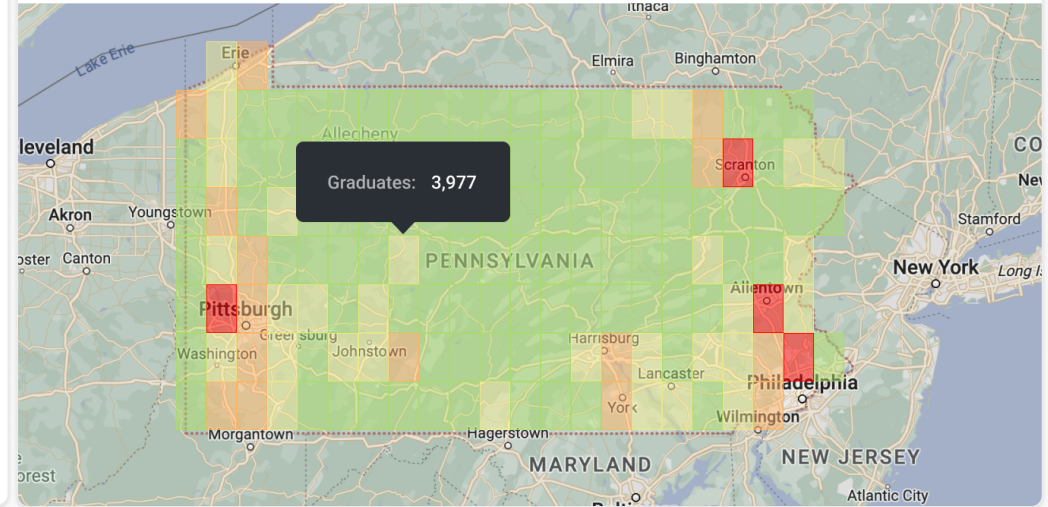 Ithaca
Lake Erie
Erie
Elmira
Binghamton
Allegheny
leveland
Scranton
CO
Akron
Youngstown
Graduates: 3,977
New
Stamford
oster
Canton
PENNSYLVANIA
New York
Long Is
Allentown
Pittsburgh
Greensburg
Harrisburg
Washington
Johnstown
Lancaster
Philadelphia
York
Wilmington
Morgantown
Hagerstown
MARYLAND
NEW JERSEY
orest
Atlantic City